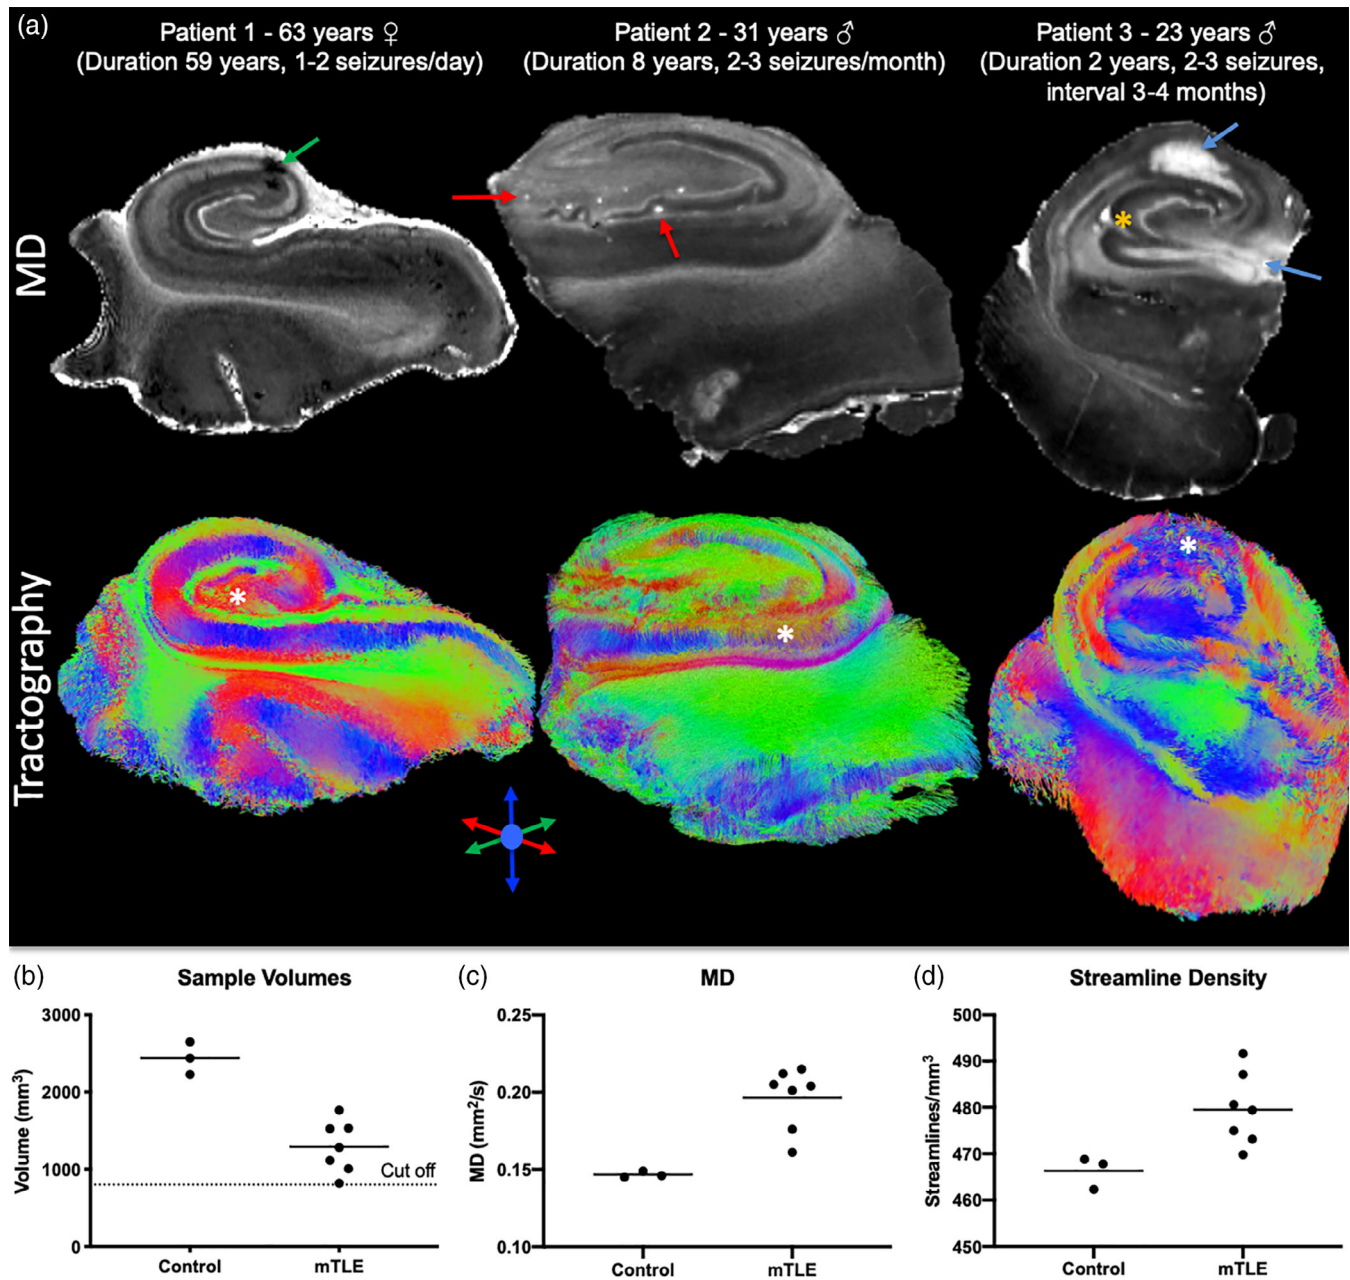 (a)
Patient 1 - 63 years ♀
(Duration 59 years, 1-2 seizures/day)
Patient 2 - 31 years ♂
(Duration 8 years, 2-3 seizures/month)
Patient 3 - 23 years ♂
(Duration 2 years, 2-3 seizures,
interval 3-4 months)
MD
*
Tractography
*
*
*
(b)
Sample Volumes
Volume (mm³)
3000
2000
1000
0
Cut off
Control
mTLE
(c)
MD
MD (mm²/s)
0.25
0.20
0.15
0.10
Control
mTLE
(d)
Streamline Density
Streamlines/mm³
500
490
480
470
460
450
Control
mTLE